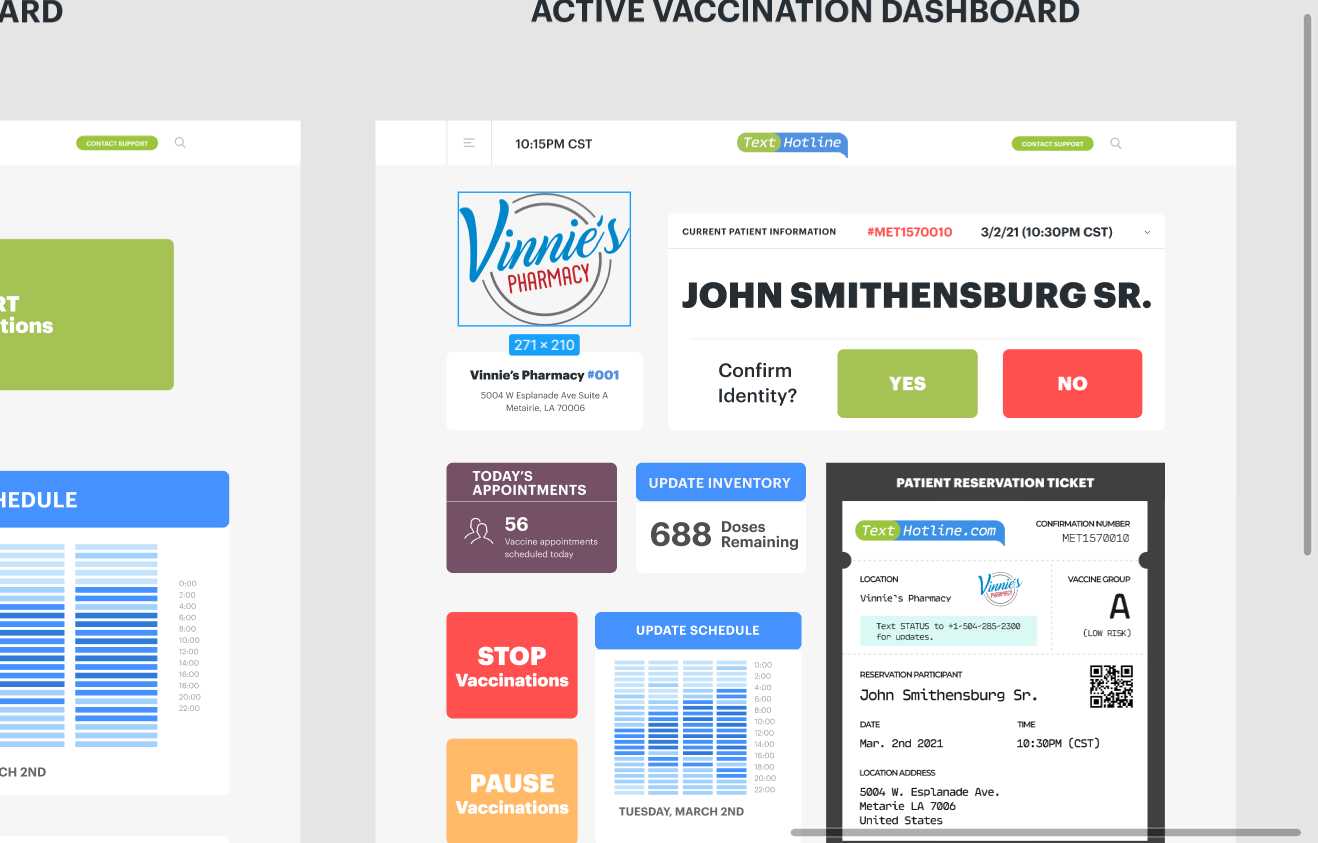 ARD
ACTIVE VACCINATION DASHBOARD
CONTACT SUPPORT
10:15PM CST
Text Hotline
CONTACT SUPPORT
RT
tions
HEDULE
0:00
2:00
4:00
6:00
8:00
10:00
12:00
14:00
16:00
18:00
20:00
22:00
CH 2ND
Vinnie's
PHARMACY
271 × 210
Vinnie's Pharmacy #001
5004 W Esplanade Ave Suite A
Metairie, LA 70006
CURRENT PATIENT INFORMATION #MET1570010 3/2/21 (10:30PM CST)
JOHN SMITHENSBURG SR.
Confirm
Identity?
YES
NO
TODAY'S
APPOINTMENTS
56
Vaccine appointments
scheduled today
UPDATE INVENTORY
688 Doses
Remaining
STOP
Vaccinations
PAUSE
Vaccinations
UPDATE SCHEDULE
0:00
2:00
4:00
6:00
8:00
10:00
12:00
14:00
16:00
18:00
20:00
22:00
TUESDAY, MARCH 2ND
PATIENT RESERVATION TICKET
Text Hotline.com
CONFIRMATION NUMBER
MET1570010
LOCATION
Vinnie's Pharmacy
Vinnie's
PHARMACY
Text STATUS to +1-504-285-2300
for updates.
VACCINE GROUP
A
(LOW RISK)
RESERVATION PARTICIPANT
John Smithensburg Sr.
DATE
Mar. 2nd 2021
TIME
10:30PM (CST)
LOCATION ADDRESS
5004 W. Esplanade Ave.
Metarie LA 7006
United States